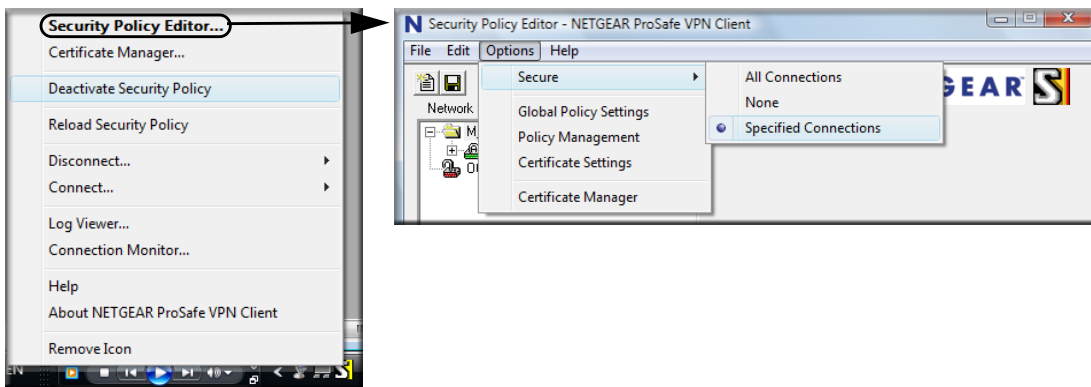 Security Policy Editor...
Certificate Manager...
Deactivate Security Policy
Reload Security Policy
Disconnect...
Connect...
Log Viewer...
Connection Monitor...
Help
About NETGEAR ProSafe VPN Client
Remove Icon
EN
N Security Policy Editor - NETGEAR ProSafe VPN Client
File Edit Options Help
Secure
Global Policy Settings
Policy Management
Certificate Settings
Certificate Manager
All Connections
None
Specified Connections
GEAR S
Network